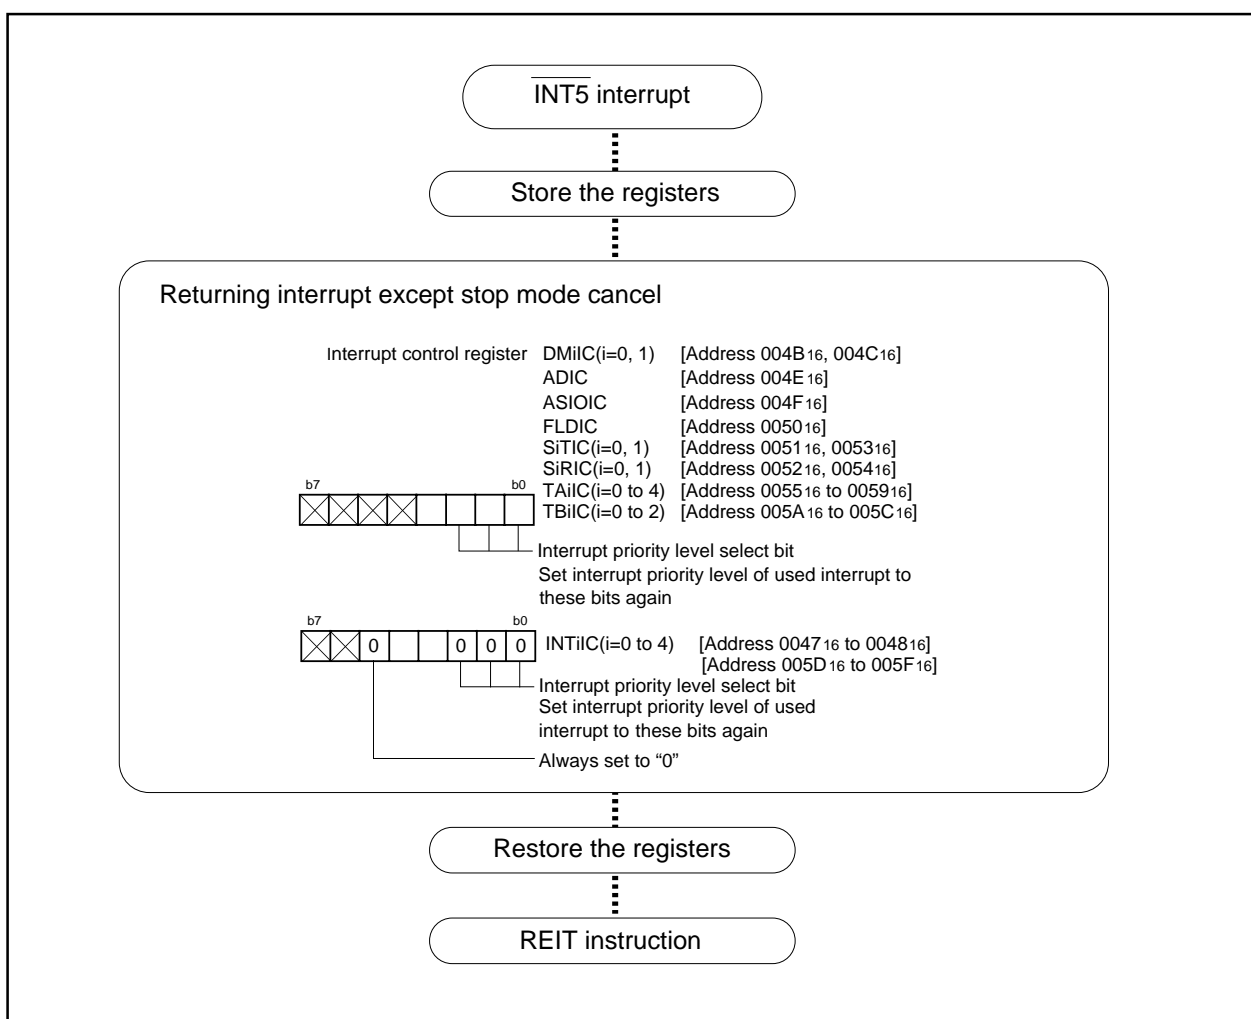 INT5 interrupt
Store the registers
Returning interrupt except stop mode cancel
Interrupt control register DMiIC(i=0, 1) [Address 004B16, 004C16]
ADIC [Address 004E16]
ASIOIC [Address 004F16]
FLDIC [Address 005016]
SiTIC(i=0, 1) [Address 005116, 005316]
SiRIC(i=0, 1) [Address 005216, 005416]
b7 b0 TAiIC(i=0 to 4) [Address 005516 to 005916]
TBiIC(i=0 to 2) [Address 005A16 to 005C16]
Interrupt priority level select bit
Set interrupt priority level of used interrupt to
these bits again
b7 b0
0 0 0 0 INTiIC(i=0 to 4) [Address 004716 to 004816]
[Address 005D16 to 005F16]
Interrupt priority level select bit
Set interrupt priority level of used
interrupt to these bits again
Always set to “0”
Restore the registers
REIT instruction